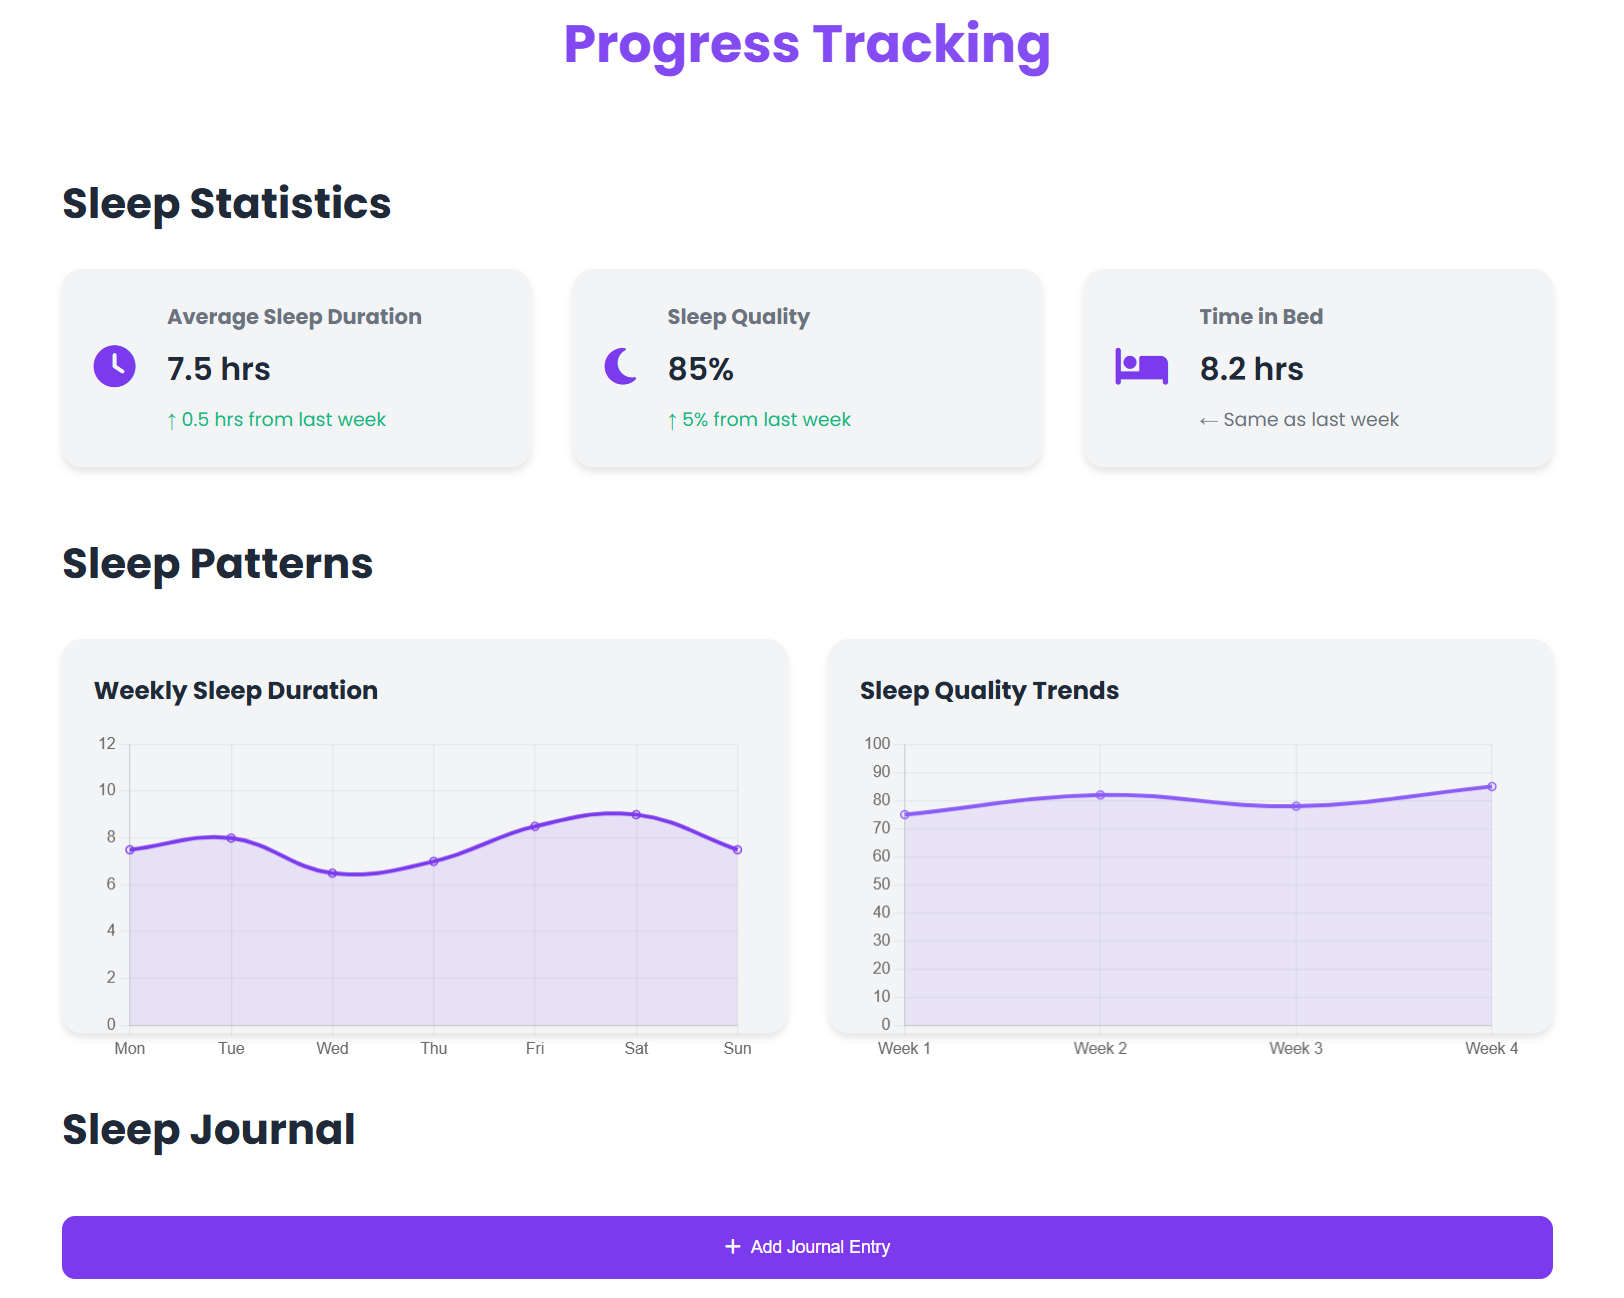 Progress Tracking
Sleep Statistics
Average Sleep Duration
7.5 hrs
↑ 0.5 hrs from last week
Sleep Quality
85%
↑ 5% from last week
Time in Bed
8.2 hrs
← Same as last week
Sleep Patterns
Weekly Sleep Duration
12
10
8
6
4
2
0
Mon Tue Wed Thu Fri Sat Sun
Sleep Quality Trends
100
90
80
70
60
50
40
30
20
10
0
Week 1 Week 2 Week 3 Week 4
Sleep Journal
+ Add Journal Entry